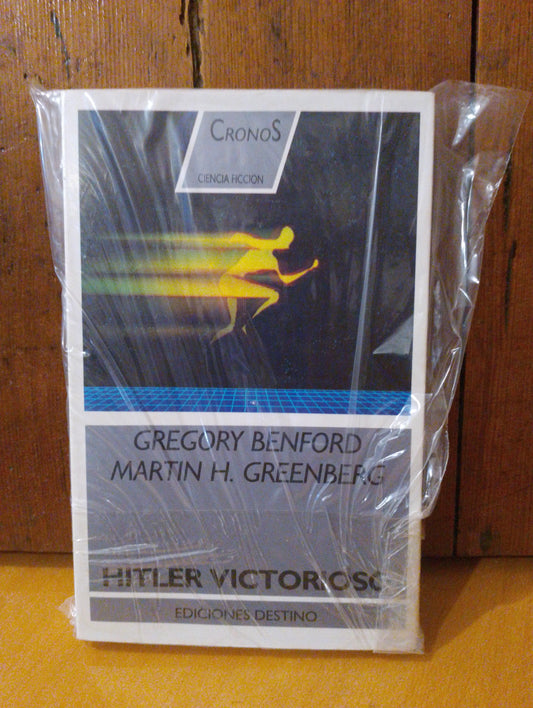 CRONOS
CIENCIA FICCION
GREGORY BENFORD
MARTIN H. GREENBERG
HITLER VICTORIOSO
EDICIONES DESTINO